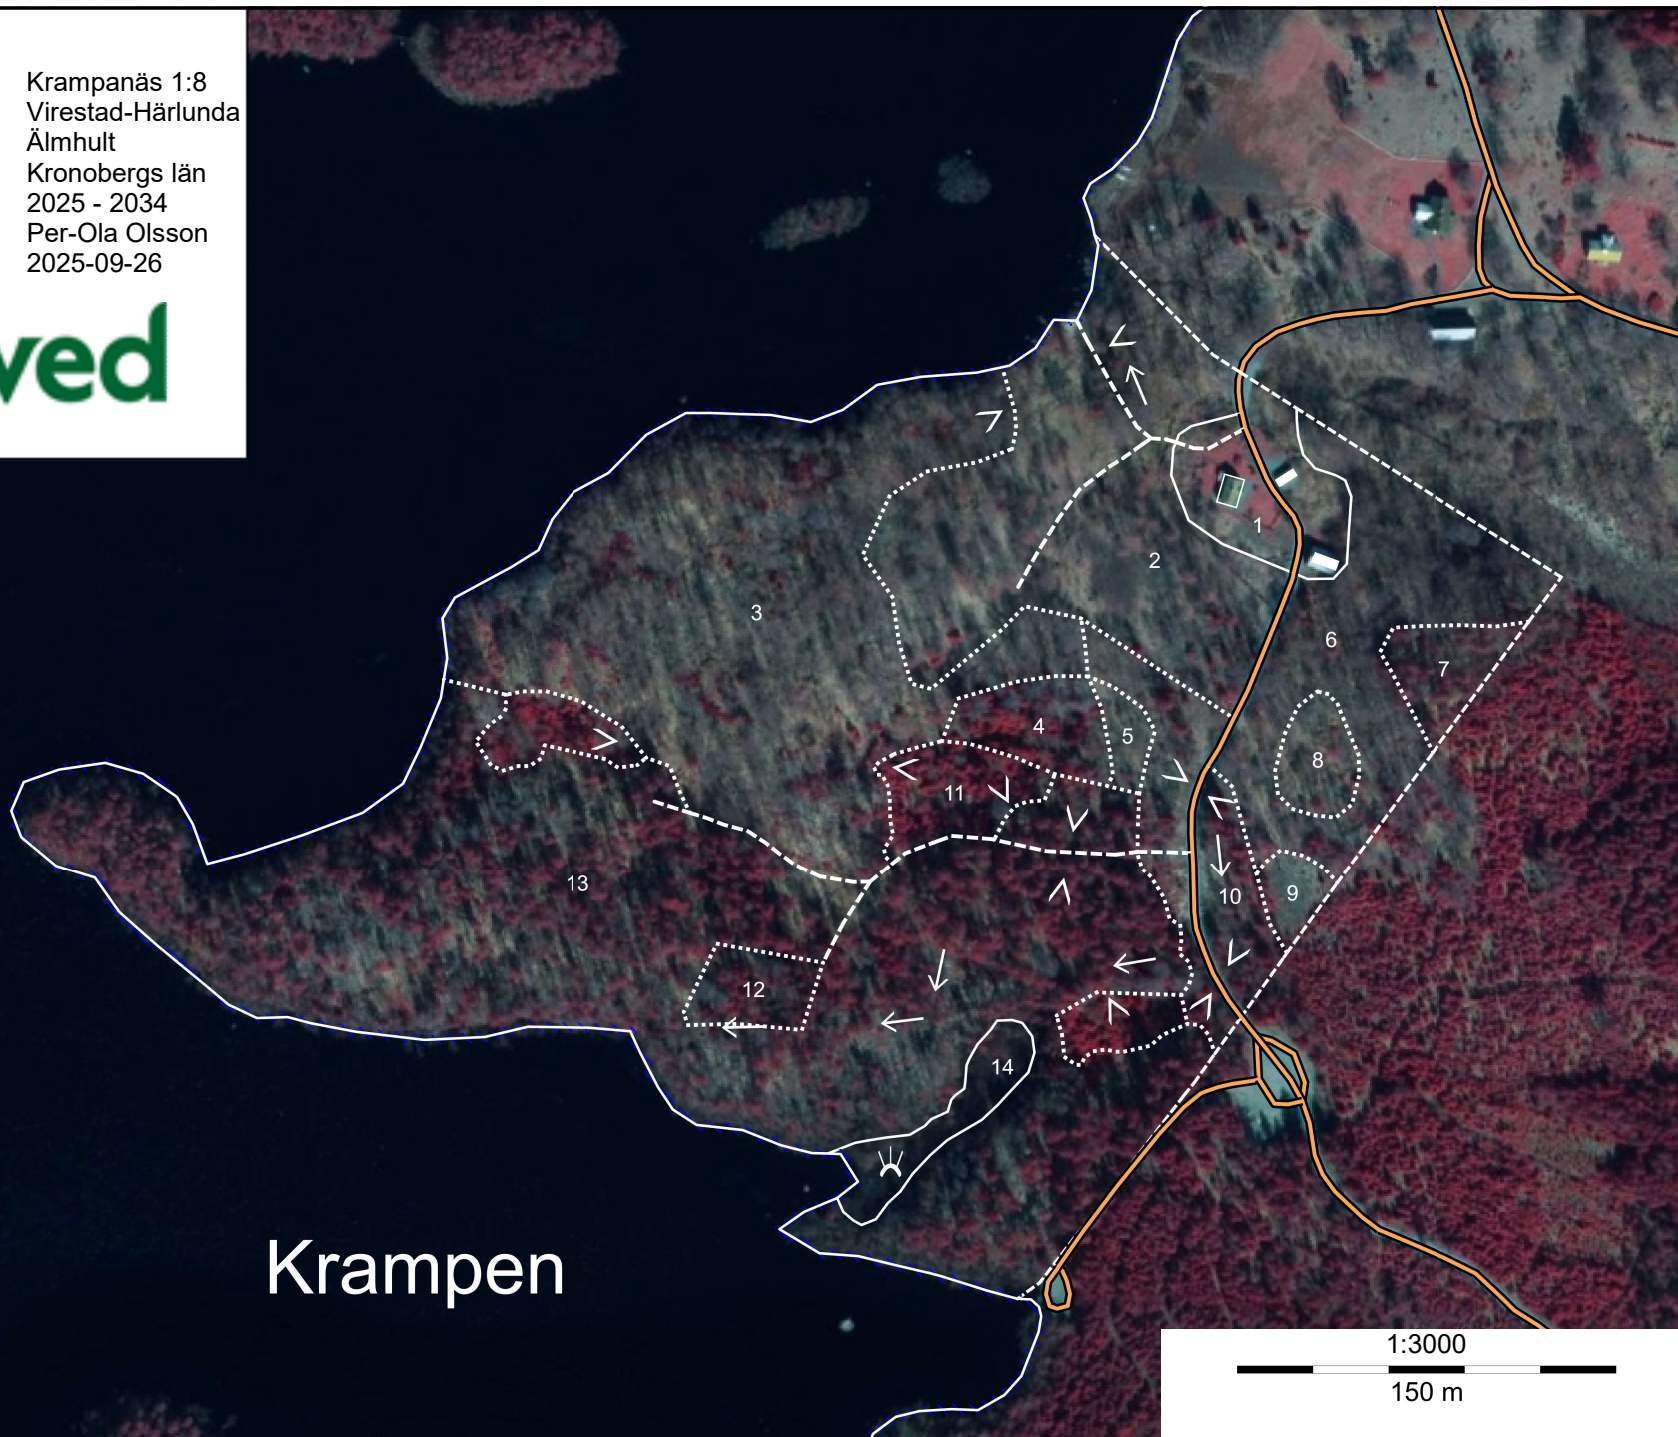 Krampanäs 1:8
Virestad-Härlunda
Älmhult
Kronobergs län
2025 - 2034
Per-Ola Olsson
2025-09-26
ved
1
2
3
6
7
4
5
8
11
13
10
9
12
14
Krampen
1:3000
150 m